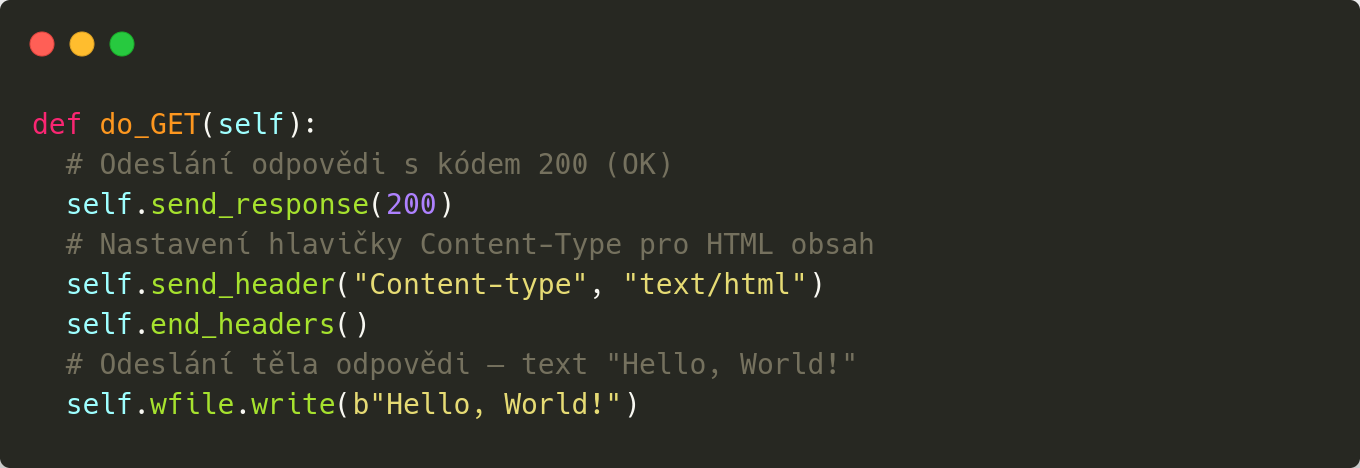 def do_GET(self):
  # Odeslání odpovědi s kódem 200 (OK)
  self.send_response(200)
  # Nastavení hlavičky Content-Type pro HTML obsah
  self.send_header("Content-type", "text/html")
  self.end_headers()
  # Odeslání těla odpovědi – text "Hello, World!"
  self.wfile.write(b"Hello, World!")